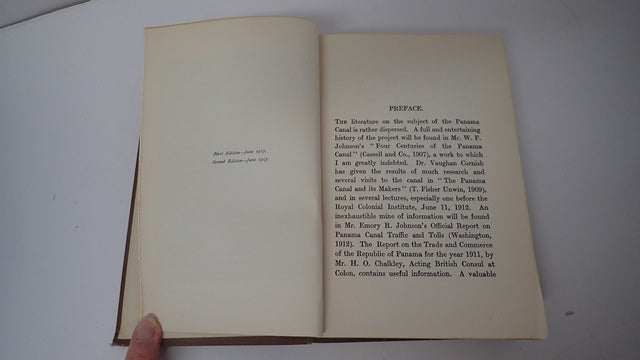 First Edition—June 1913.
Second Edition—June 1913
PREFACE.
THE literature on the subject of the Panama
Canal is rather dispersed. A full and entertaining
history of the project will be found in Mr. W. F.
Johnson's "Four Centuries of the Panama
Canal" (Cassell and Co., 1907), a work to which
I am greatly indebted. Dr. Vaughan Cornish
has given the results of much research and
several visits to the canal in "The Panama
Canal and its Makers" (T. Fisher Unwin, 1909),
and in several lectures, especially one before the
Royal Colonial Institute, June 11, 1912. An
inexhaustible mine of information will be found
in Mr. Emory R. Johnson's Official Report on
Panama Canal Traffic and Tolls (Washington,
1912). The Report on the Trade and Commerce
of the Republic of Panama for the year 1911, by
Mr. H. O. Chalkley, Acting British Consul at
Colon, contains useful information. A valuable